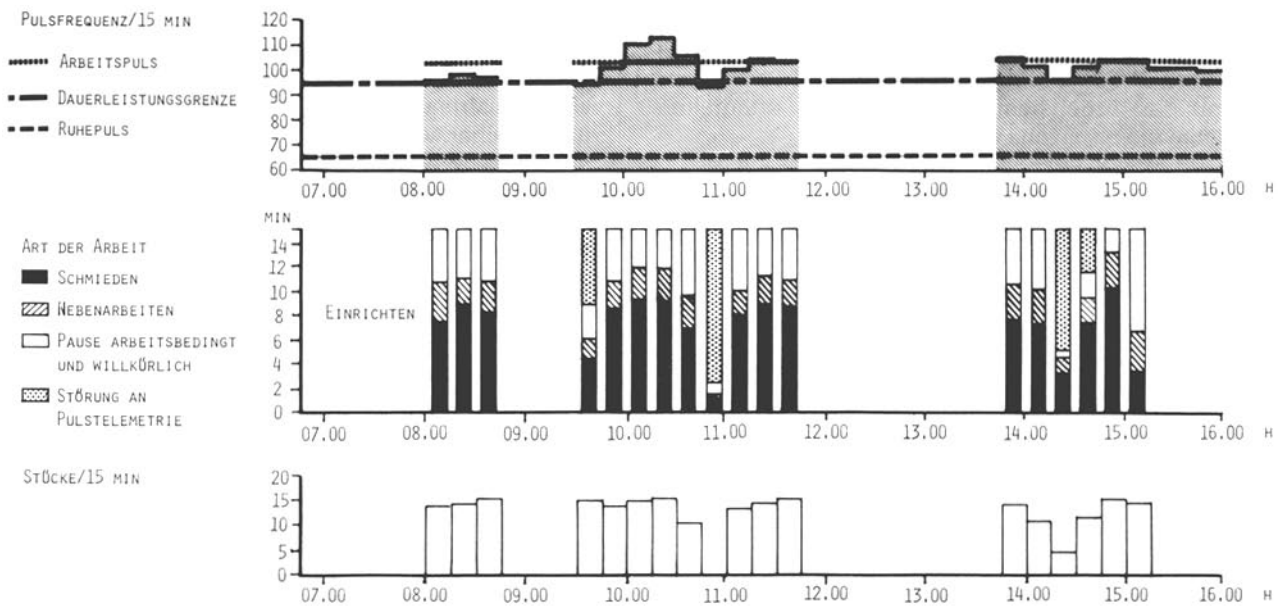 PULSFREQUENZ/15 MIN
ARBEITSPULS
DAUERLEISTUNGSGRENZE
RUHEPULS
120
110
100
90
80
70
60
07.00 08.00 09.00 10.00 11.00 12.00 13.00 14.00 15.00 16.00 H
MIN
ART DER ARBEIT
SCHMIEDEN
NEBENARBEITEN
PAUSE ARBEITSBEDINGT
UND WILLKÜRLICH
STÖRUNG AN
PULSTELEMETRIE
14
12
10
8
6
4
2
0
EINRICHTEN
07.00 08.00 09.00 10.00 11.00 12.00 13.00 14.00 15.00 16.00 H
STÜCKE/15 MIN
20
15
10
5
0
07.00 08.00 09.00 10.00 11.00 12.00 13.00 14.00 15.00 16.00 H